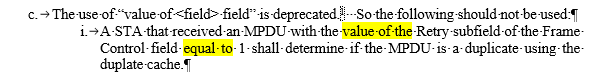 c. The use of “value of <field> field” is deprecated. So the following should not be used:
i. A STA that received an MPDU with the value of the Retry subfield of the Frame
Control field equal to 1 shall determine if the MPDU is a duplicate using the
duplate cache.